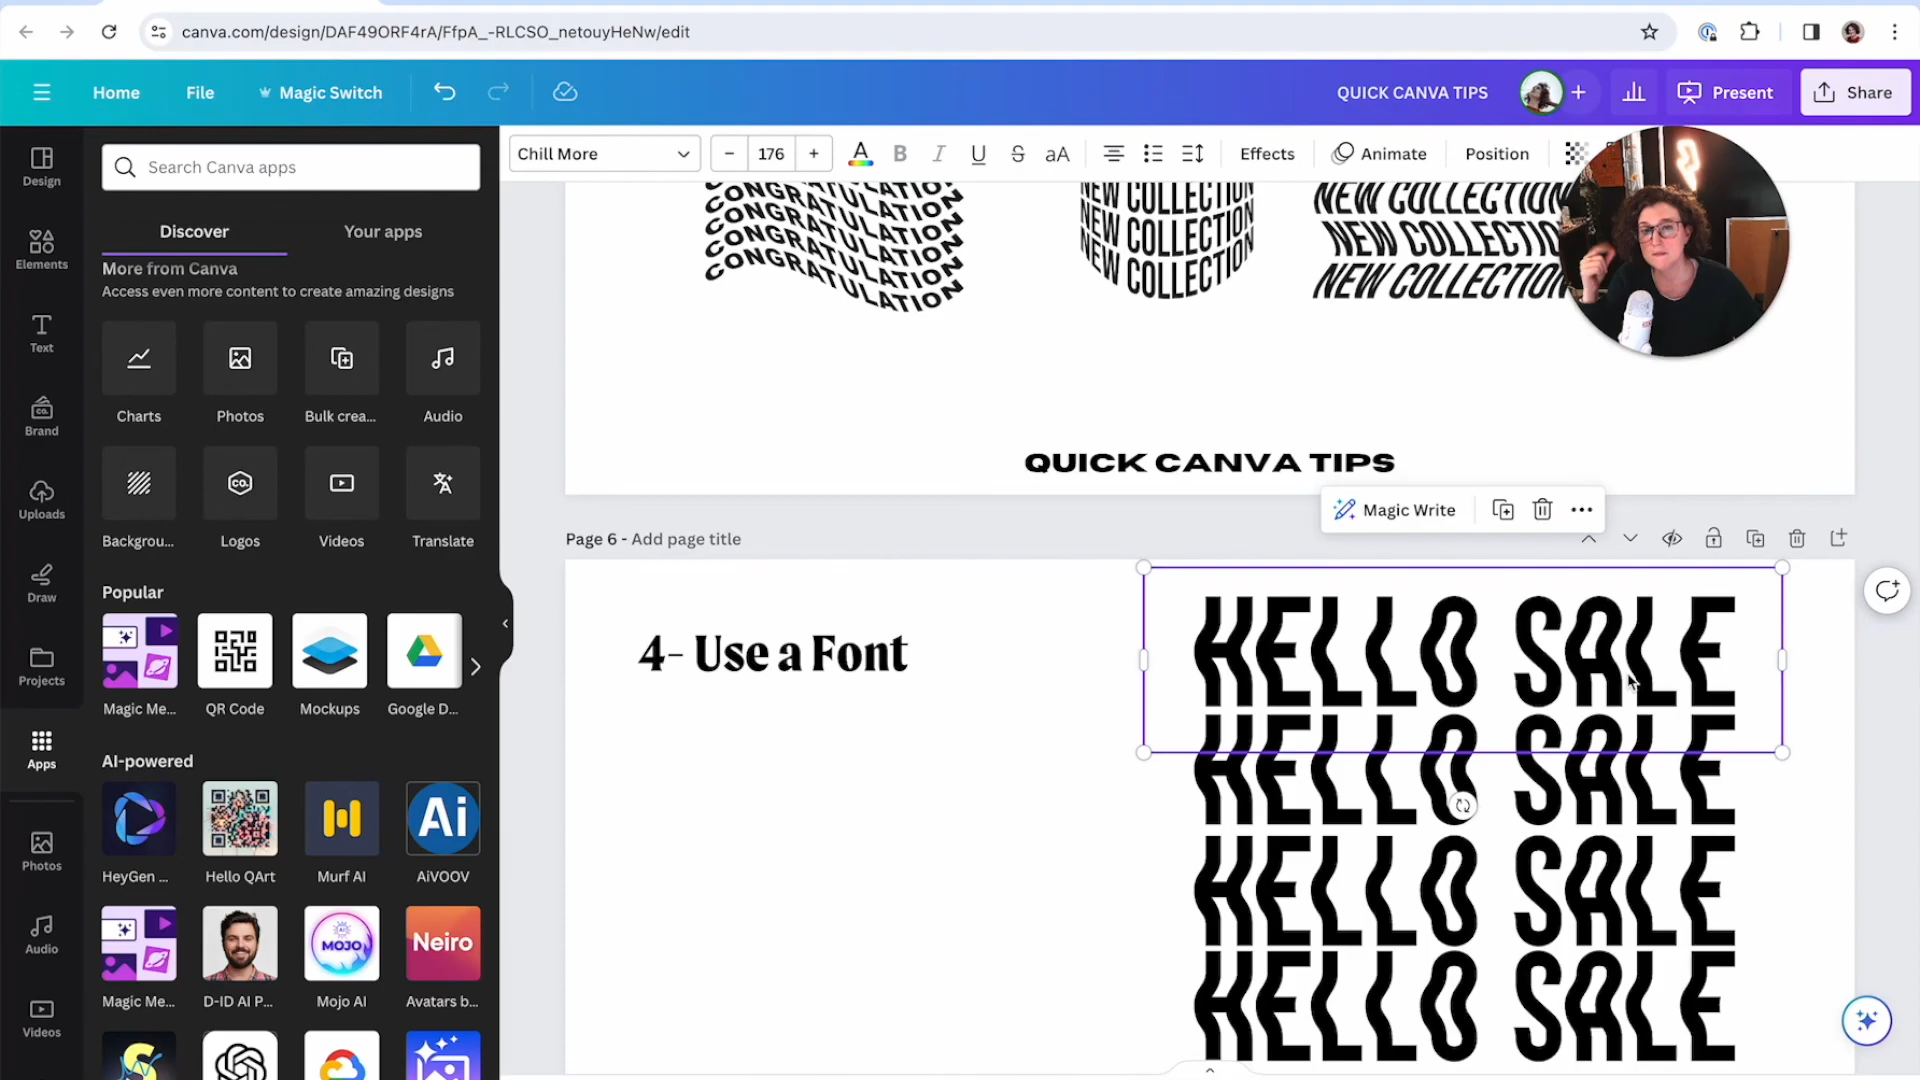 canva.com/design/DAF49ORF4rA/FfpA_-RLCSO_netouyHeNw/edit
Home File Magic Switch QUICK CANVA TIPS Present Share
Design
Elements
Text
Brand
Uploads
Draw
Projects
Apps
Photos
Audio
Videos
Search Canva apps
Discover Your apps
More from Canva
Access even more content to create amazing designs
Charts Photos Bulk crea... Audio
Backgrou... Logos Videos Translate
Popular
Magic Me... QR Code Mockups Google D...
AI-powered
Ai
HeyGen ... Hello QArt Murf AI AiVOOV
MOJO Neiro
Magic Me... D-ID AI P... Mojo AI Avatars b...
Chill More 176 A B I U S aA Effects Animate Position
CONGRATULATION
CONGRATULATION
CONGRATULATION
CONGRATULATION
CONGRATULATION
NEW COLLECTION
NEW COLLECTION
NEW COLLECTION
NEW COLLECTION
NEW COLLECTION
NEW COLLECTION
QUICK CANVA TIPS
Magic Write
Page 6 - Add page title
4- Use a Font
HELLO SALE
HELLO SALE
HELLO SALE
HELLO SALE